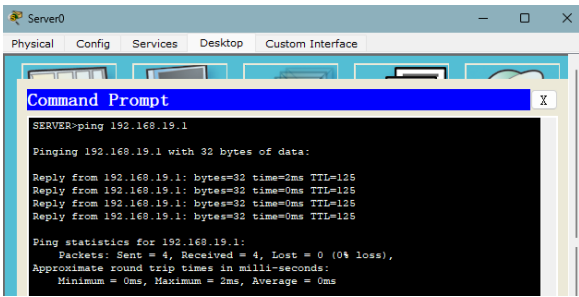 Server0
Physical Config Services Desktop Custom Interface
Command Prompt X
SERVER>ping 192.168.19.1
Pinging 192.168.19.1 with 32 bytes of data:
Reply from 192.168.19.1: bytes=32 time=2ms TTL=125
Reply from 192.168.19.1: bytes=32 time=0ms TTL=125
Reply from 192.168.19.1: bytes=32 time=0ms TTL=125
Reply from 192.168.19.1: bytes=32 time=0ms TTL=125
Ping statistics for 192.168.19.1:
Packets: Sent = 4, Received = 4, Lost = 0 (0% loss),
Approximate round trip times in milli-seconds:
Minimum = 0ms, Maximum = 2ms, Average = 0ms